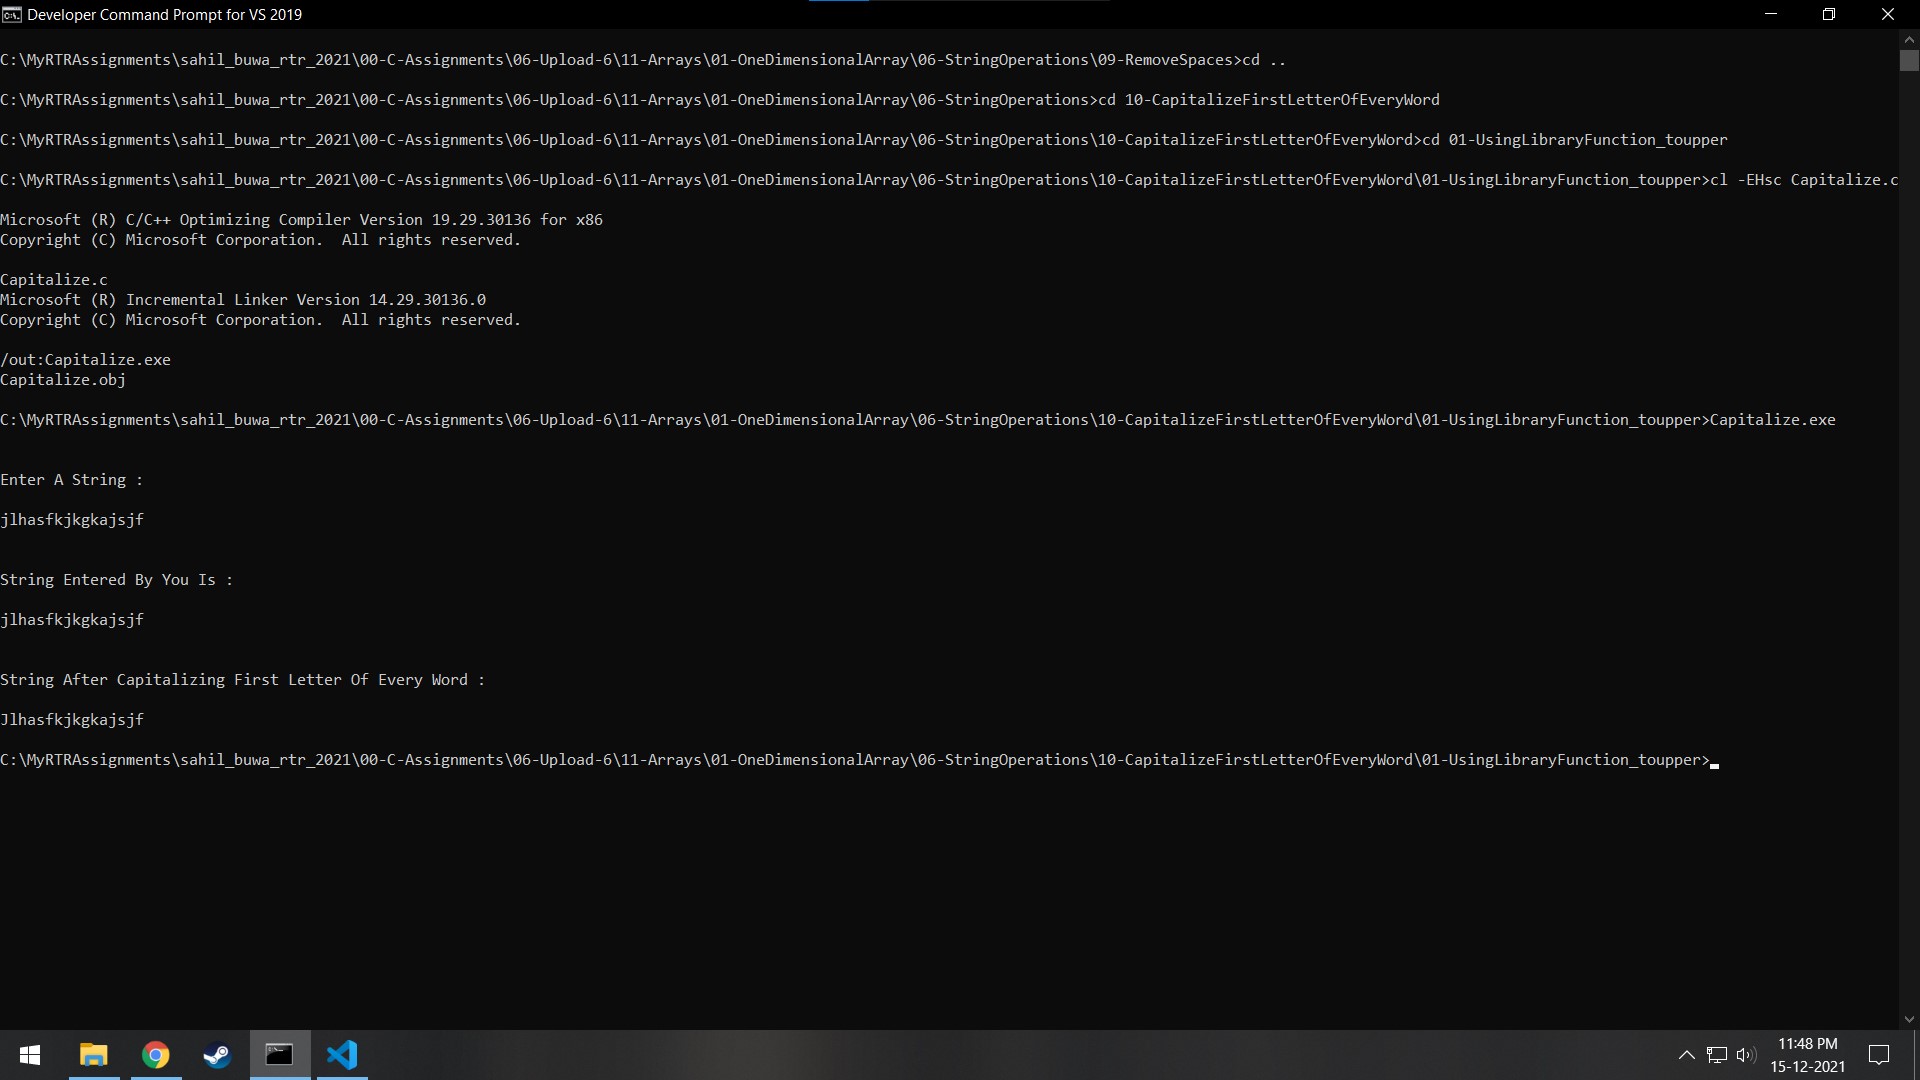 Developer Command Prompt for VS 2019
C:\MyRTRAssignments\sahil_buwa_rtr_2021\00-C-Assignments\06-Upload-6\11-Arrays\01-OneDimensionalArray\06-StringOperations\09-RemoveSpaces>cd ..
C:\MyRTRAssignments\sahil_buwa_rtr_2021\00-C-Assignments\06-Upload-6\11-Arrays\01-OneDimensionalArray\06-StringOperations>cd 10-CapitalizeFirstLetterOfEveryWord
C:\MyRTRAssignments\sahil_buwa_rtr_2021\00-C-Assignments\06-Upload-6\11-Arrays\01-OneDimensionalArray\06-StringOperations\10-CapitalizeFirstLetterOfEveryWord>cd 01-UsingLibraryFunction_toupper
C:\MyRTRAssignments\sahil_buwa_rtr_2021\00-C-Assignments\06-Upload-6\11-Arrays\01-OneDimensionalArray\06-StringOperations\10-CapitalizeFirstLetterOfEveryWord\01-UsingLibraryFunction_toupper>cl -EHsc Capitalize.c
Microsoft (R) C/C++ Optimizing Compiler Version 19.29.30136 for x86
Copyright (C) Microsoft Corporation.  All rights reserved.
Capitalize.c
Microsoft (R) Incremental Linker Version 14.29.30136.0
Copyright (C) Microsoft Corporation.  All rights reserved.
/out:Capitalize.exe
Capitalize.obj
C:\MyRTRAssignments\sahil_buwa_rtr_2021\00-C-Assignments\06-Upload-6\11-Arrays\01-OneDimensionalArray\06-StringOperations\10-CapitalizeFirstLetterOfEveryWord\01-UsingLibraryFunction_toupper>Capitalize.exe
Enter A String :
jlhasfkjkgkajsjf
String Entered By You Is :
jlhasfkjkgkajsjf
String After Capitalizing First Letter Of Every Word :
Jlhasfkjkgkajsjf
C:\MyRTRAssignments\sahil_buwa_rtr_2021\00-C-Assignments\06-Upload-6\11-Arrays\01-OneDimensionalArray\06-StringOperations\10-CapitalizeFirstLetterOfEveryWord\01-UsingLibraryFunction_toupper>
11:48 PM
15-12-2021